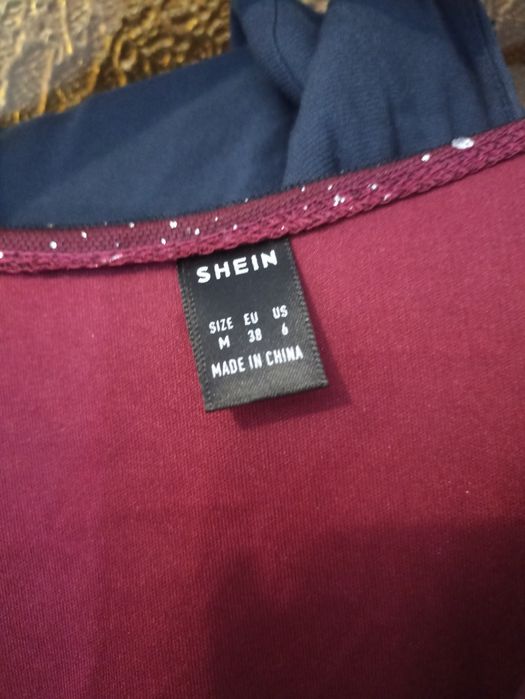 SHEIN
SIZE EU US
M 38 6
MADE IN CHINA